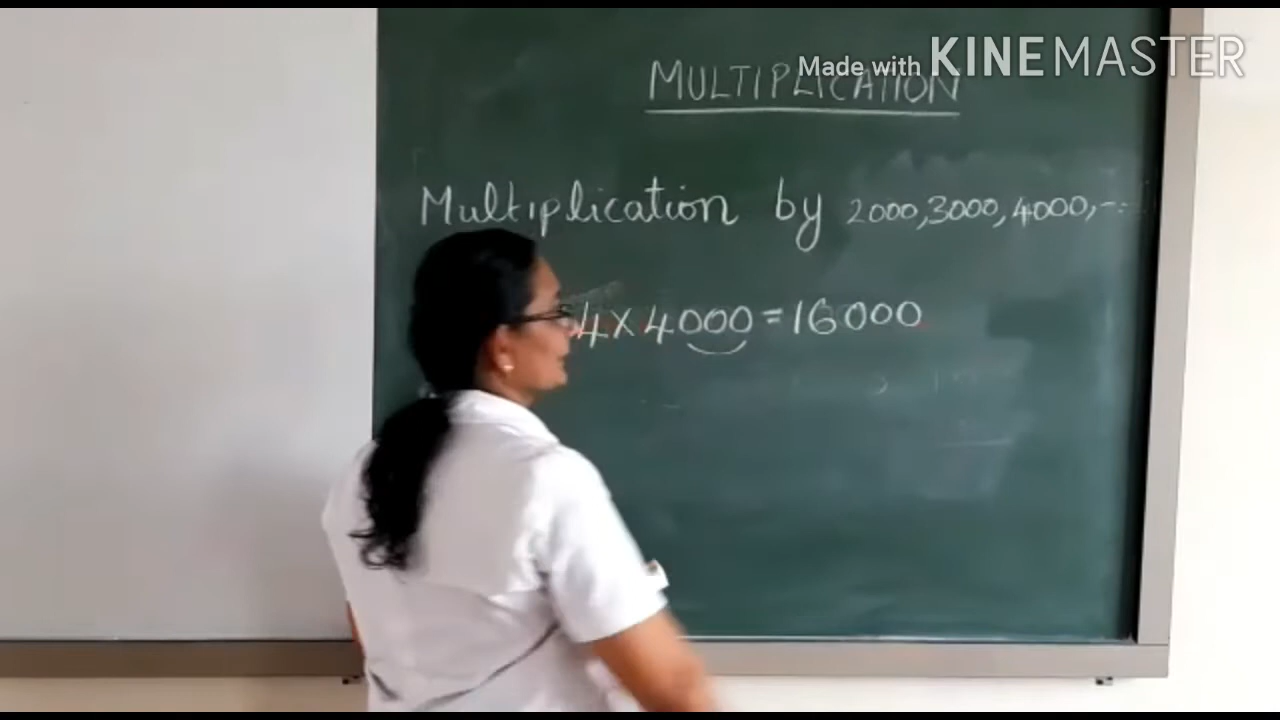 Made with KINEMASTER
MULTIPLICATION
Multiplication by 2000,3000,4000,--
4x4000=16000